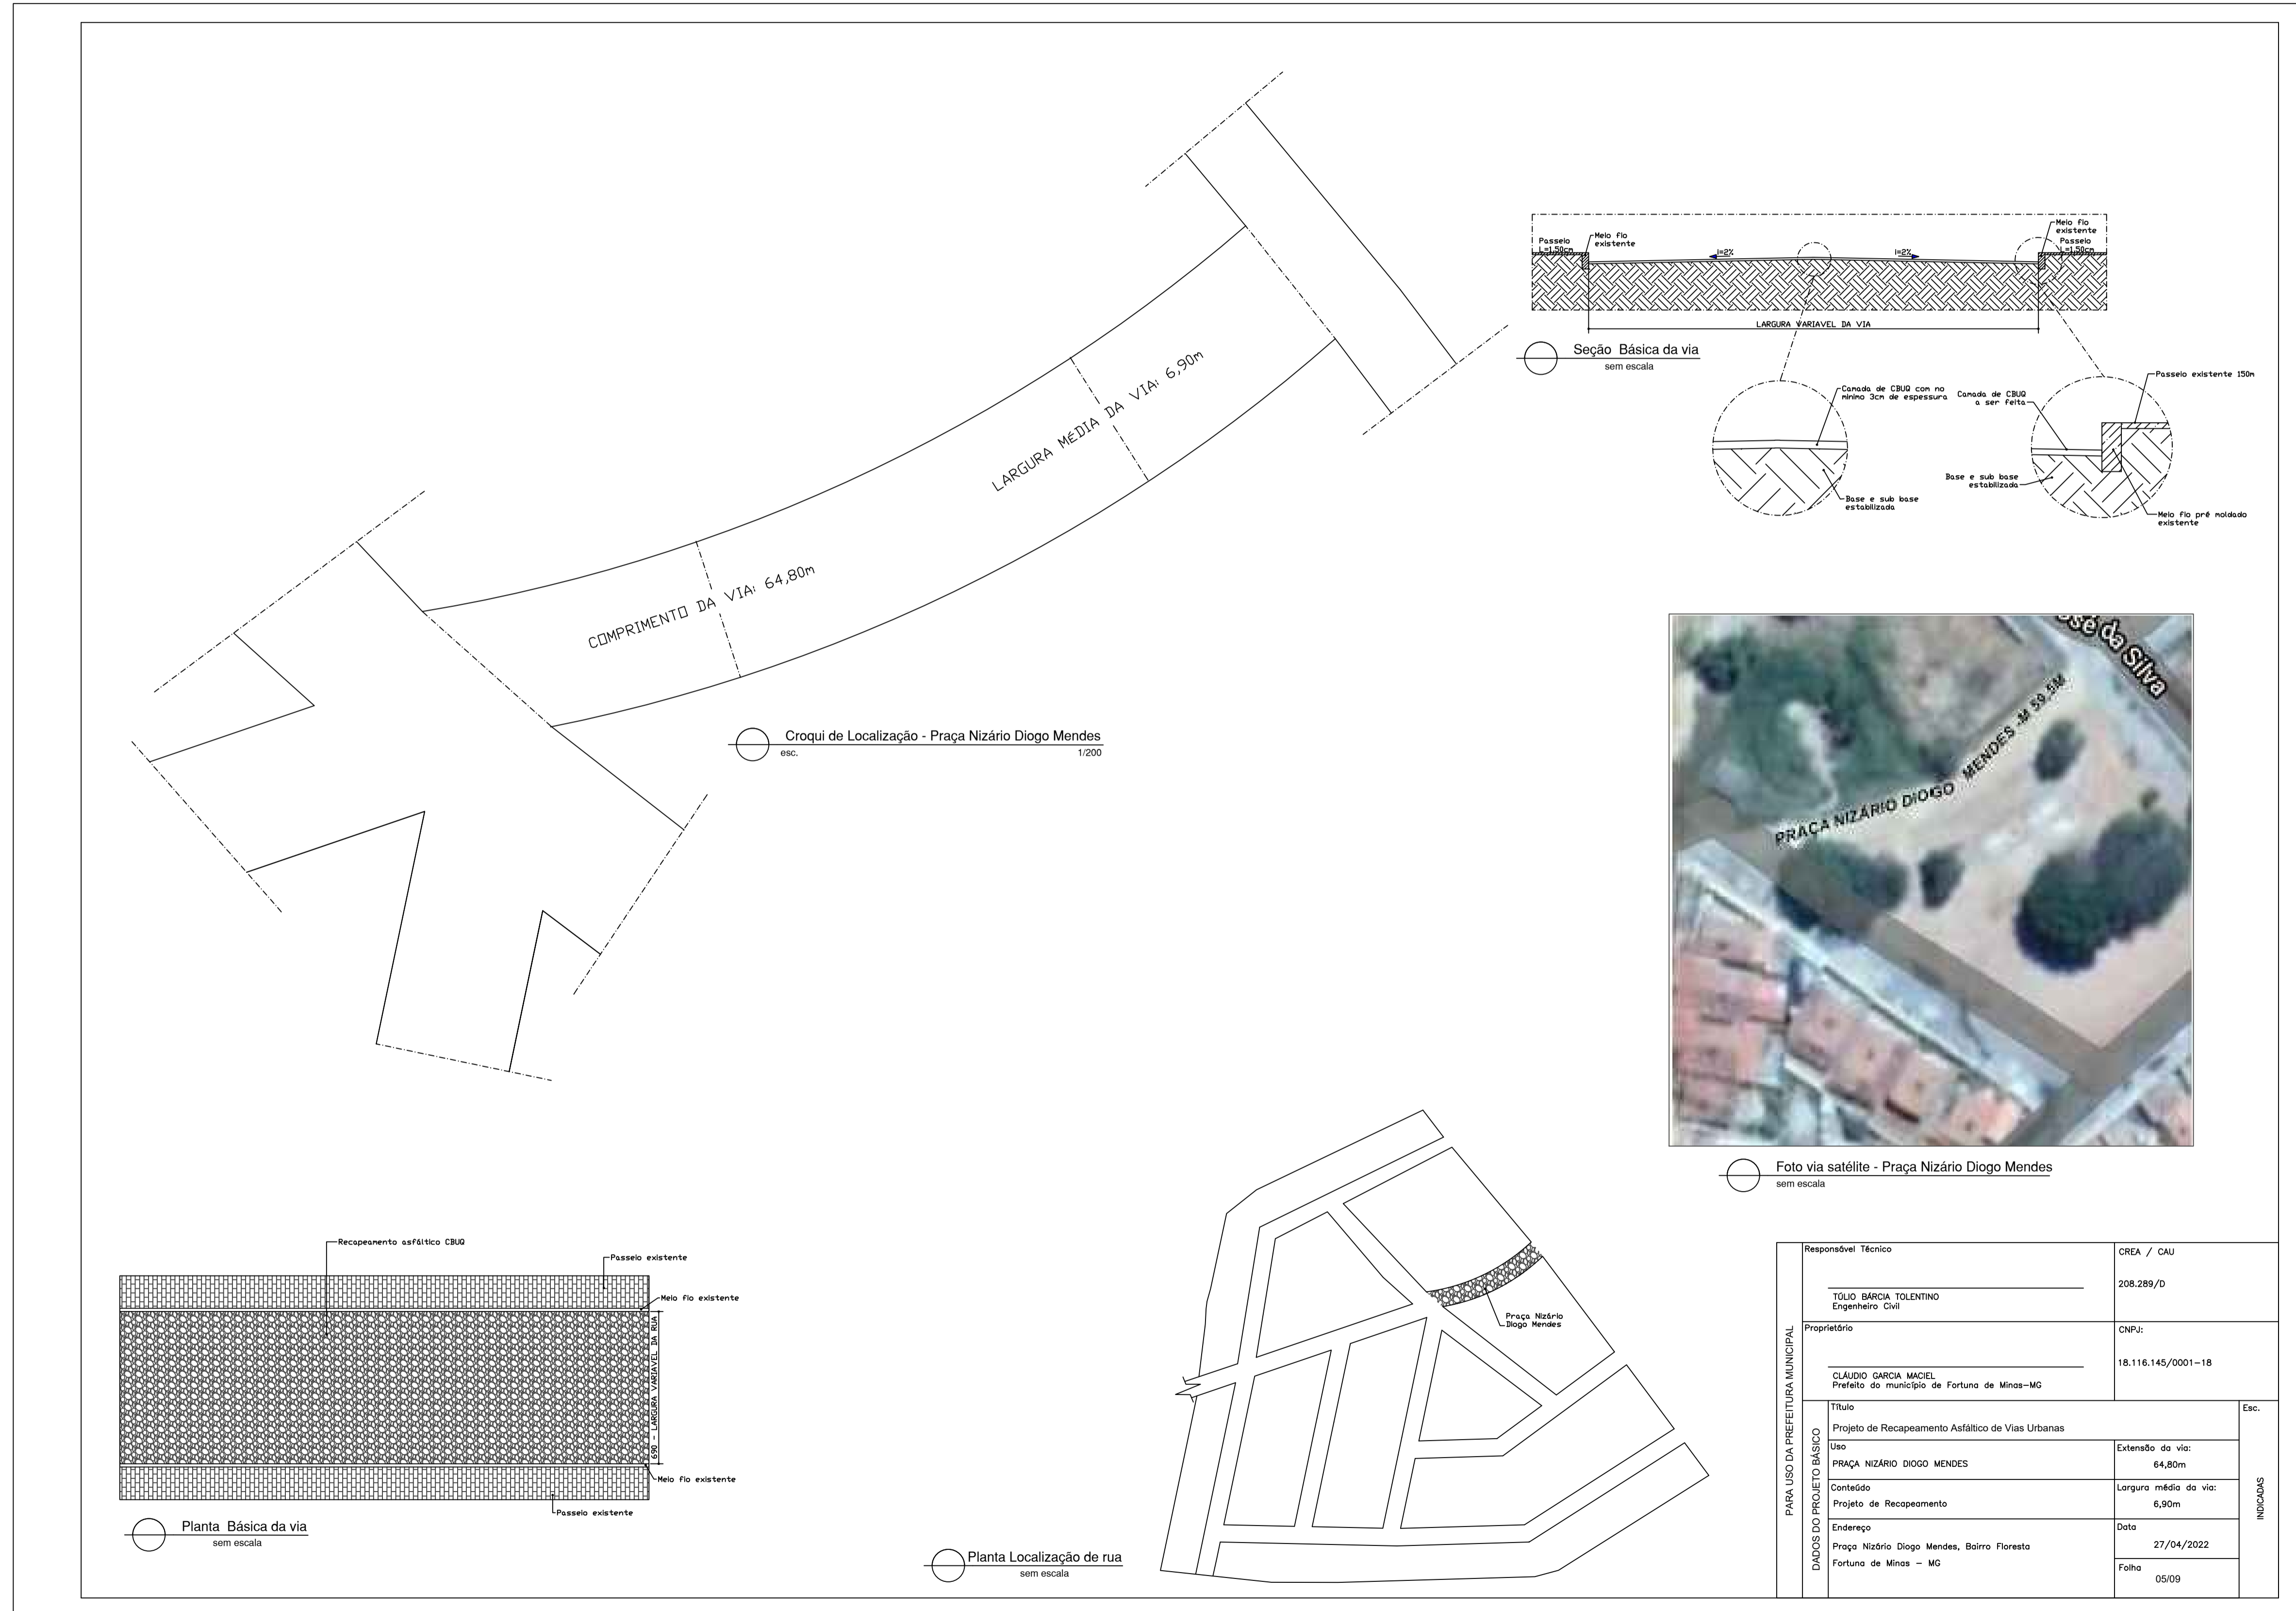 LARGURA MÉDIA DA VIA: 6,90m
COMPRIMENTO DA VIA: 64,80m
Croqui de Localização - Praça Nizário Diogo Mendes
esc.
1/200
Passeio
L=1,50cm
Meio fio
existente
i=2%
i=2%
Meio fio
existente
Passeio
L=1,50cm
LARGURA VARIAVEL DA VIA
Seção Básica da via
sem escala
Camada de CBUQ com no
mínimo 3cm de espessura
Base e sub base
estabilizada
Camada de CBUQ
a ser feita
Passeio existente 150m
Base e sub base
estabilizada
Meio fio pré moldado
existente
osé da Silva
PRAÇA NIZÁRIO DIOGO MENDES -M 59,5M
Foto via satélite - Praça Nizário Diogo Mendes
sem escala
Recapeamento asfáltico CBUQ
Passeio existente
Meio fio existente
690 - LARGURA VARIAVEL DA RUA
Meio fio existente
Passeio existente
Planta Básica da via
sem escala
Praça Nizário
Diogo Mendes
Planta Localização de rua
sem escala
PARA USO DA PREFEITURA MUNICIPAL
Responsável Técnico
TÚLIO BÁRCIA TOLENTINO
Engenheiro Civil
CREA / CAU
208.289/D
Proprietário
CLÁUDIO GARCIA MACIEL
Prefeito do município de Fortuna de Minas-MG
CNPJ:
18.116.145/0001-18
DADOS DO PROJETO BÁSICO
Título
Projeto de Recapeamento Asfáltico de Vias Urbanas
Esc.
INDICADAS
Uso
PRAÇA NIZÁRIO DIOGO MENDES
Extensão da via:
64,80m
Conteúdo
Projeto de Recapeamento
Largura média da via:
6,90m
Endereço
Praça Nizário Diogo Mendes, Bairro Floresta
Fortuna de Minas - MG
Data
27/04/2022
Folha
05/09